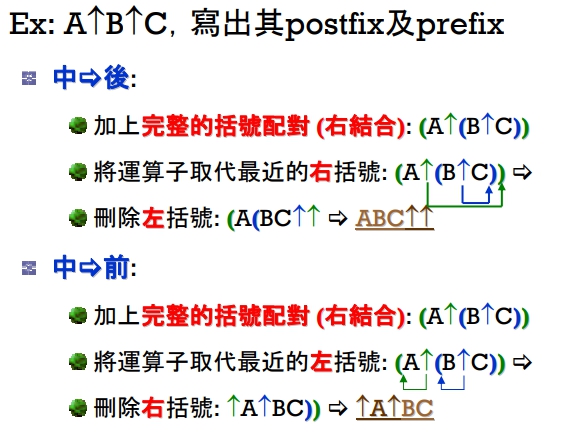 Ex: A↑B↑C, 寫出其postfix及prefix
中⇨後:
加上完整的括號配對 (右結合): (A↑(B↑C))
將運算子取代最近的右括號: (A↑(B↑C)) ⇨
刪除左括號: (A(BC↑↑ ⇨ ABC↑↑
中⇨前:
加上完整的括號配對 (右結合): (A↑(B↑C))
將運算子取代最近的左括號: (A↑(B↑C)) ⇨
刪除右括號: ↑A↑BC)) ⇨ ↑A↑BC